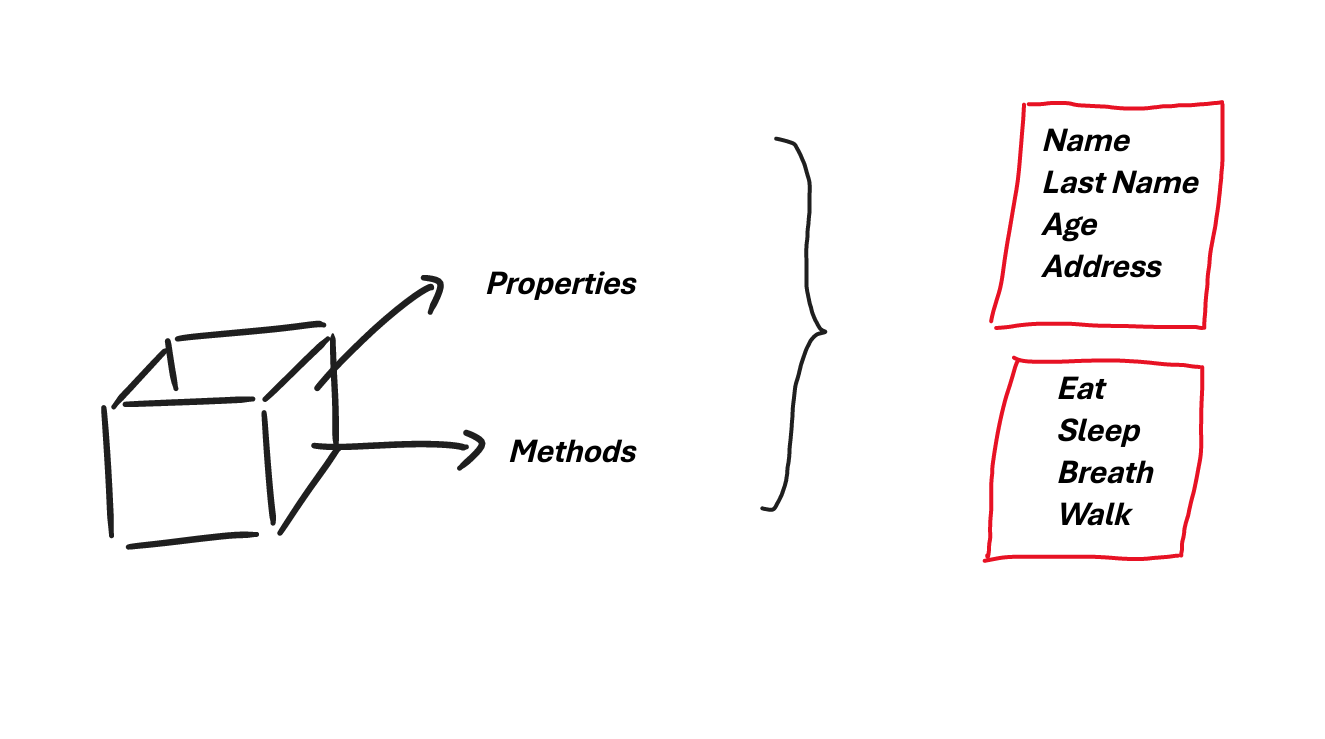 Properties
Methods
Name
Last Name
Age
Address
Eat
Sleep
Breath
Walk